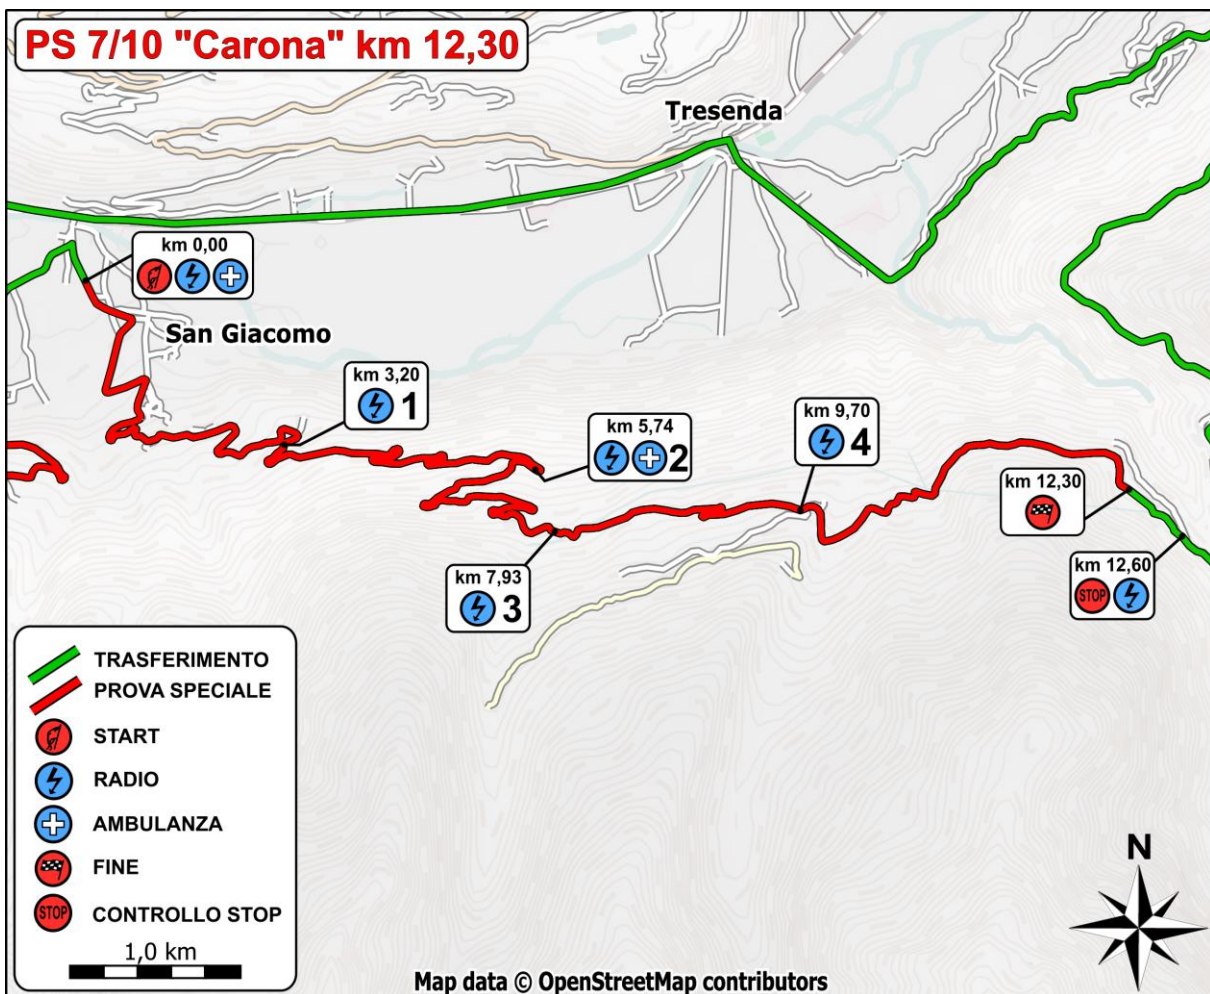 PS 7/10 "Carona" km 12,30
Tresenda
km 0,00
San Giacomo
km 3,20
1
km 5,74
2
km 9,70
4
km 12,30
km 7,93
3
km 12,60
STOP
TRASFERIMENTO
PROVA SPECIALE
START
RADIO
AMBULANZA
FINE
STOP CONTROLLO STOP
1,0 km
N
Map data © OpenStreetMap contributors